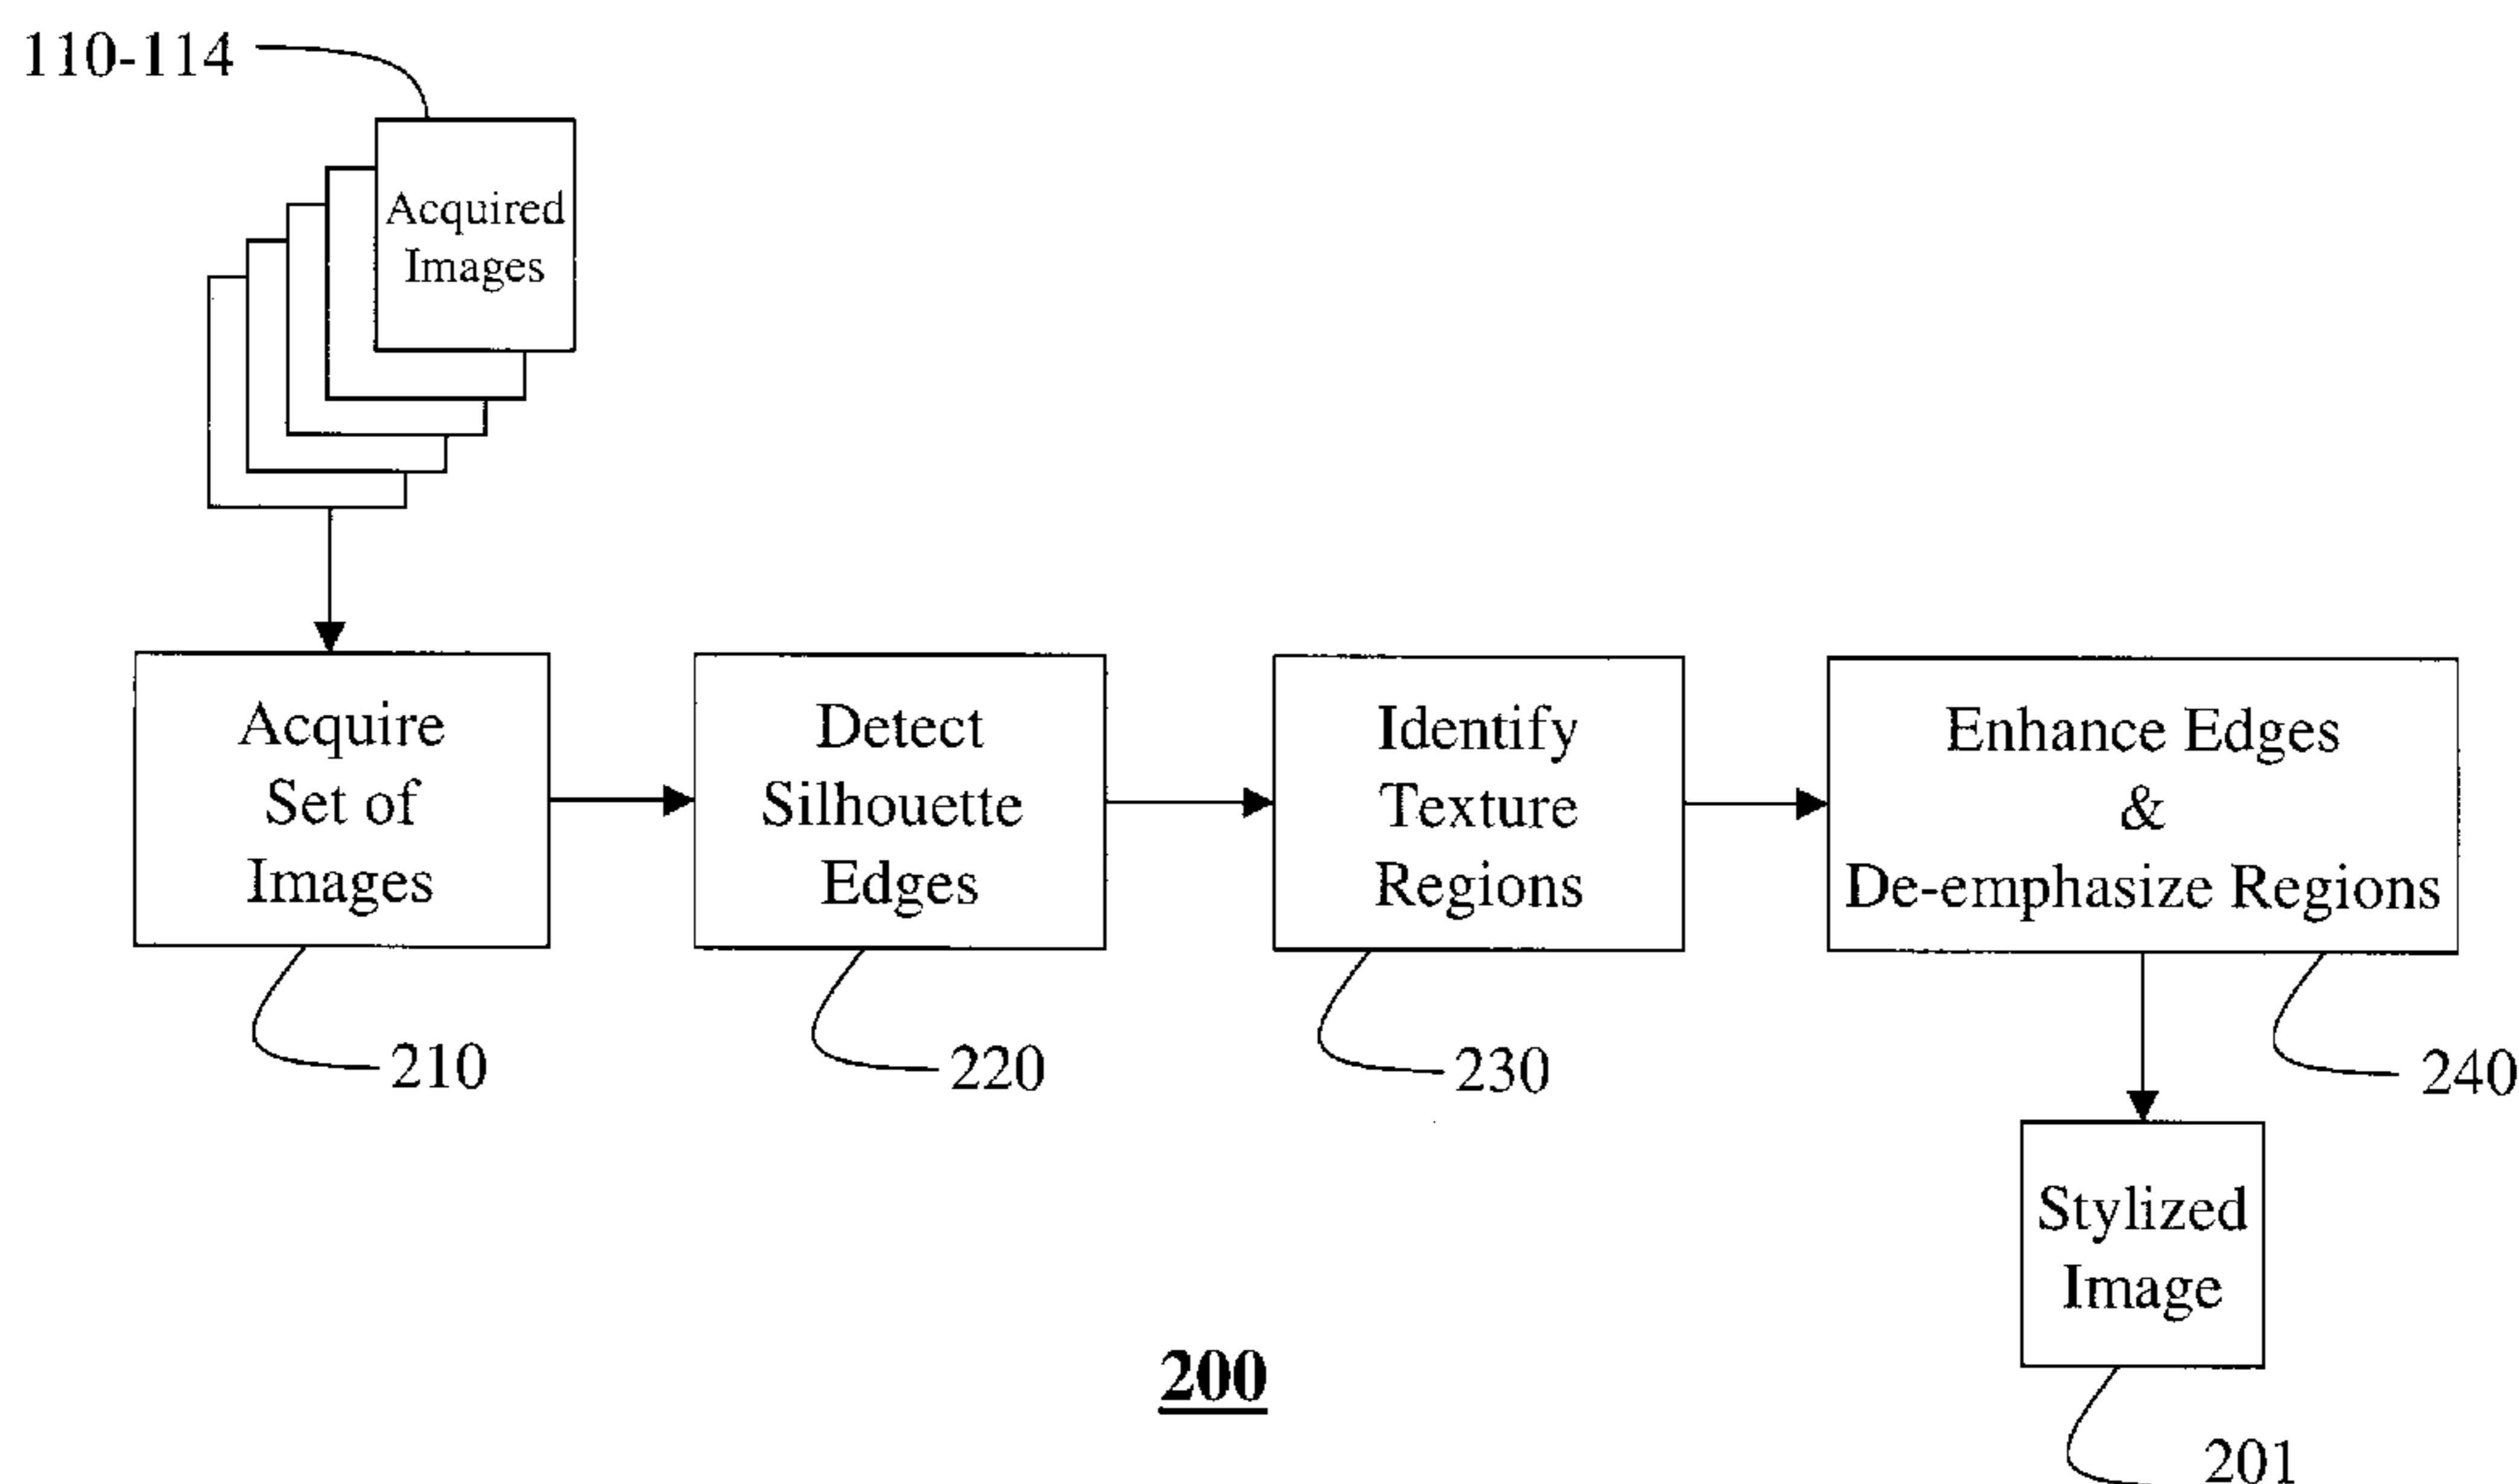 110-114
Acquired
Images
Acquire
Set of
Images
Detect
Silhouette
Edges
Identify
Texture
Regions
Enhance Edges
&
De-emphasize Regions
210
220
230
240
Stylized
Image
200
201